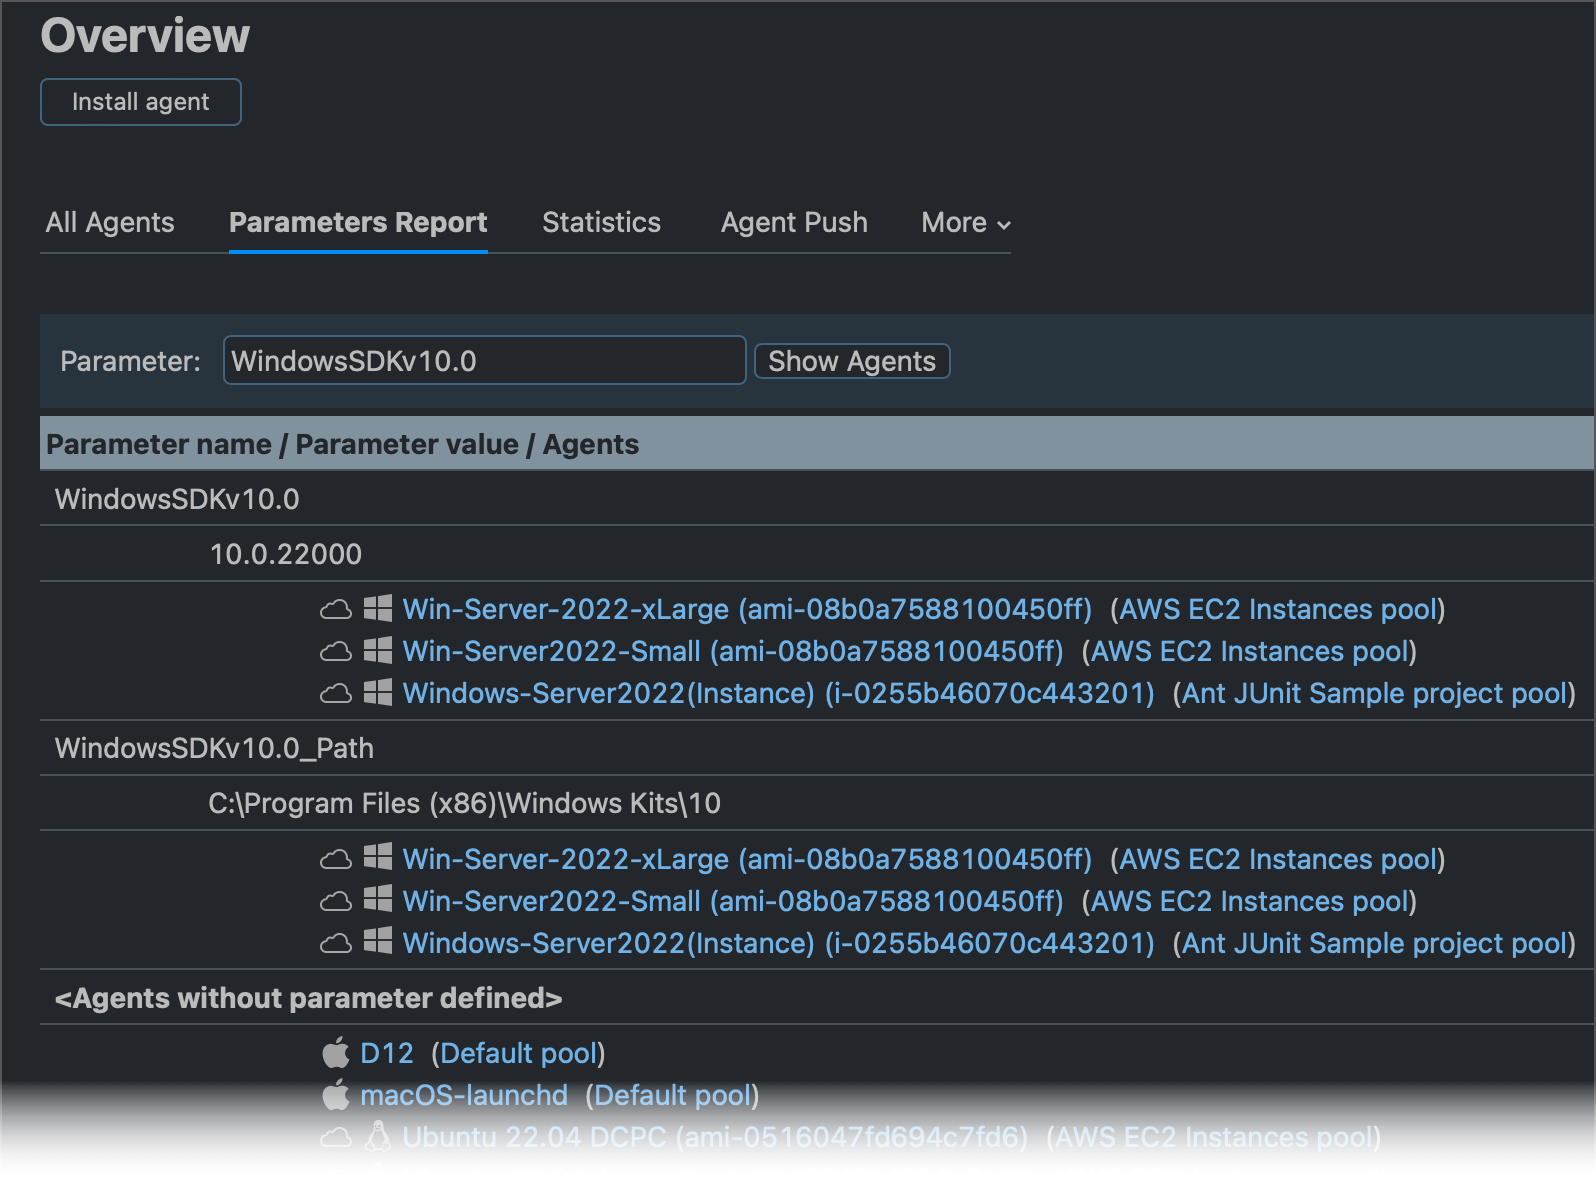 Overview
Install agent
All Agents Parameters Report Statistics Agent Push More
Parameter: WindowsSDKv10.0 Show Agents
Parameter name / Parameter value / Agents
WindowsSDKv10.0
10.0.22000
Win-Server-2022-xLarge (ami-08b0a7588100450ff) (AWS EC2 Instances pool)
Win-Server2022-Small (ami-08b0a7588100450ff) (AWS EC2 Instances pool)
Windows-Server2022(Instance) (i-0255b46070c443201) (Ant JUnit Sample project pool)
WindowsSDKv10.0_Path
C:\Program Files (x86)\Windows Kits\10
Win-Server-2022-xLarge (ami-08b0a7588100450ff) (AWS EC2 Instances pool)
Win-Server2022-Small (ami-08b0a7588100450ff) (AWS EC2 Instances pool)
Windows-Server2022(Instance) (i-0255b46070c443201) (Ant JUnit Sample project pool)
<Agents without parameter defined>
D12 (Default pool)
macOS-launchd (Default pool)
Ubuntu 22.04 DCPC (ami-0516047fd694c7fd6) (AWS EC2 Instances pool)